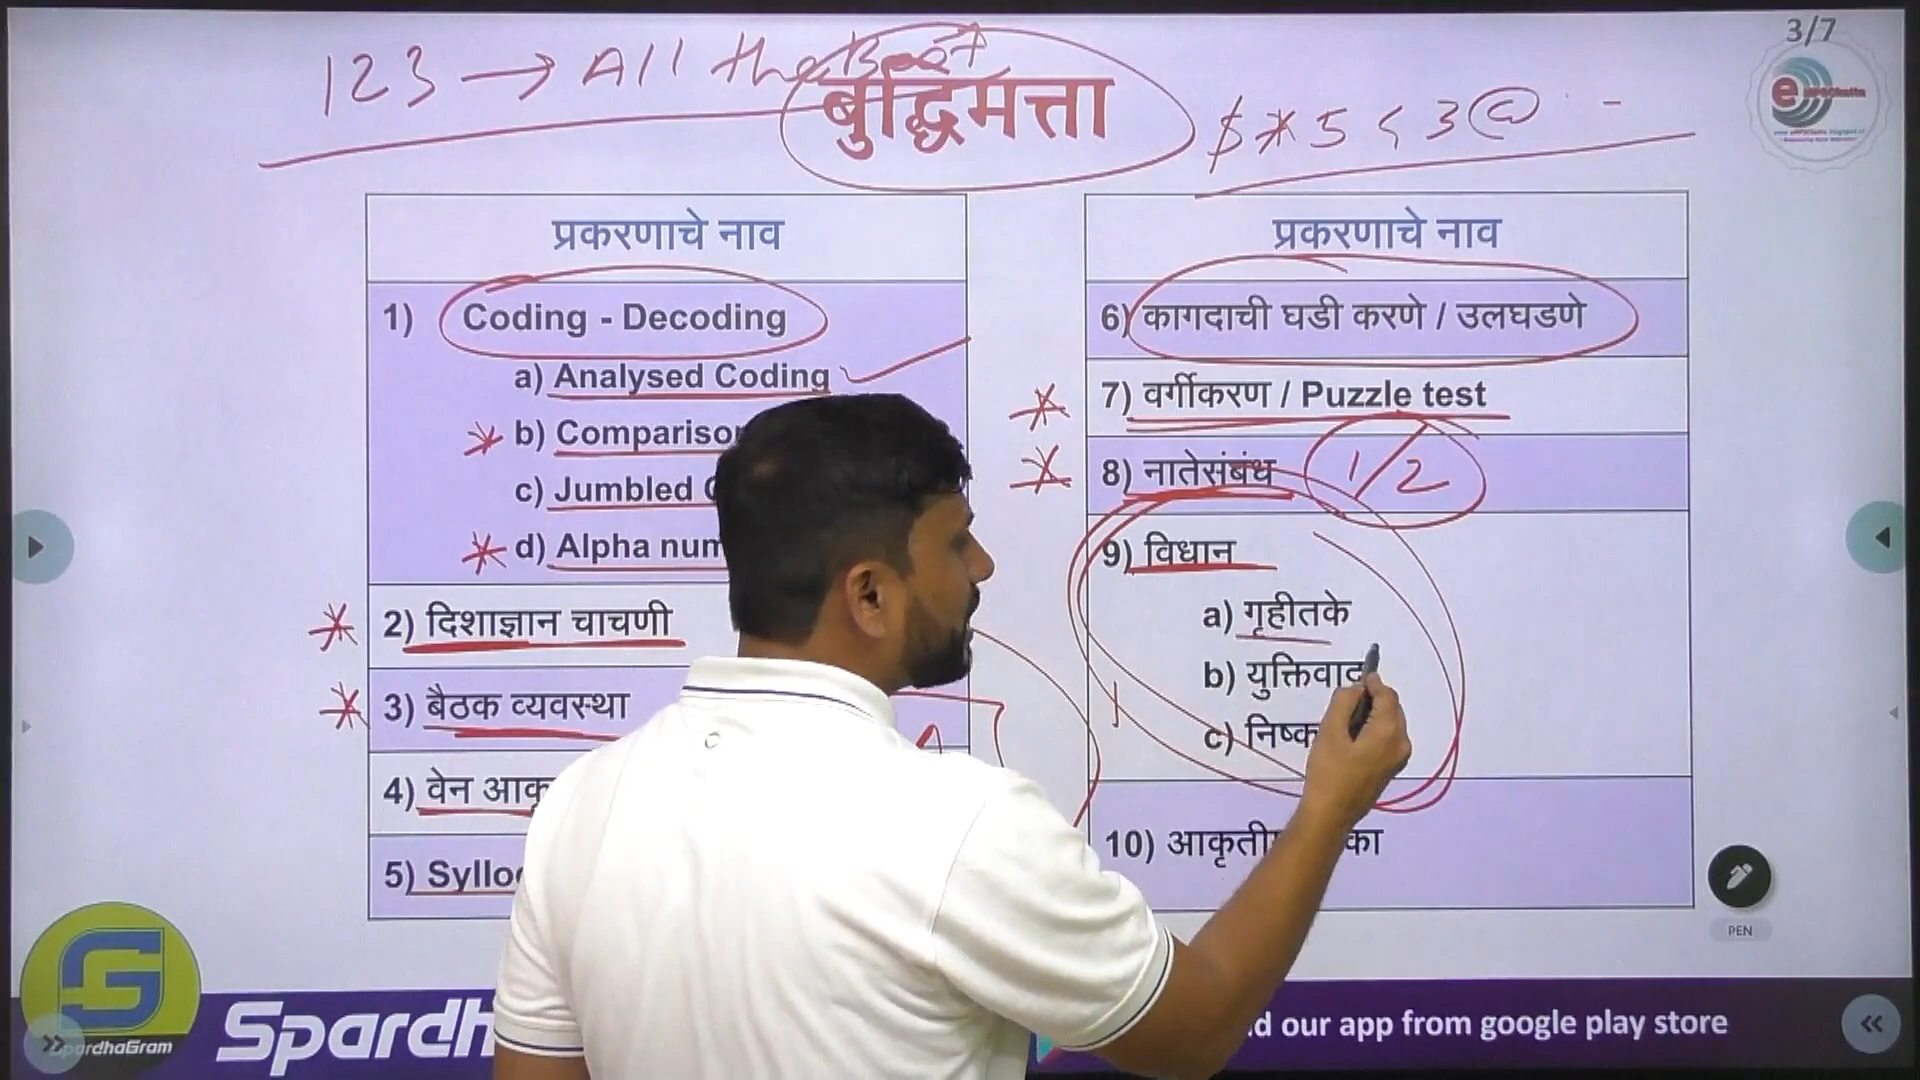 3/7
123 → All the Best
बुद्धिमत्ता
$ * 5 < 3 @
प्रकरणाचे नाव
1) Coding - Decoding
a) Analysed Coding
b) Comparison
c) Jumbled
d) Alpha num
2) दिशाज्ञान चाचणी
3) बैठक व्यवस्था
4) वेन
5) Syllo
प्रकरणाचे नाव
6) कागदाची घडी करणे / उलघडणे
7) वर्गीकरण / Puzzle test
8) नातेसंबंध 1/2
9) विधान
a) गृहीतके
b) युक्तिवाद
c)
10)
PEN
SpardhaGram
Spardh
our app from google play store